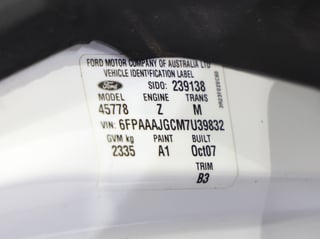 FORD MOTOR COMPANY OF AUSTRALIA LTD
VEHICLE IDENTIFICATION LABEL
Ford SIDO: 239138
MODEL ENGINE TRANS
45778 Z M
VIN: 6FPAAAJGCM7U39832
GVM kg PAINT BUILT
2335 A1 Oct07
TRIM
B3